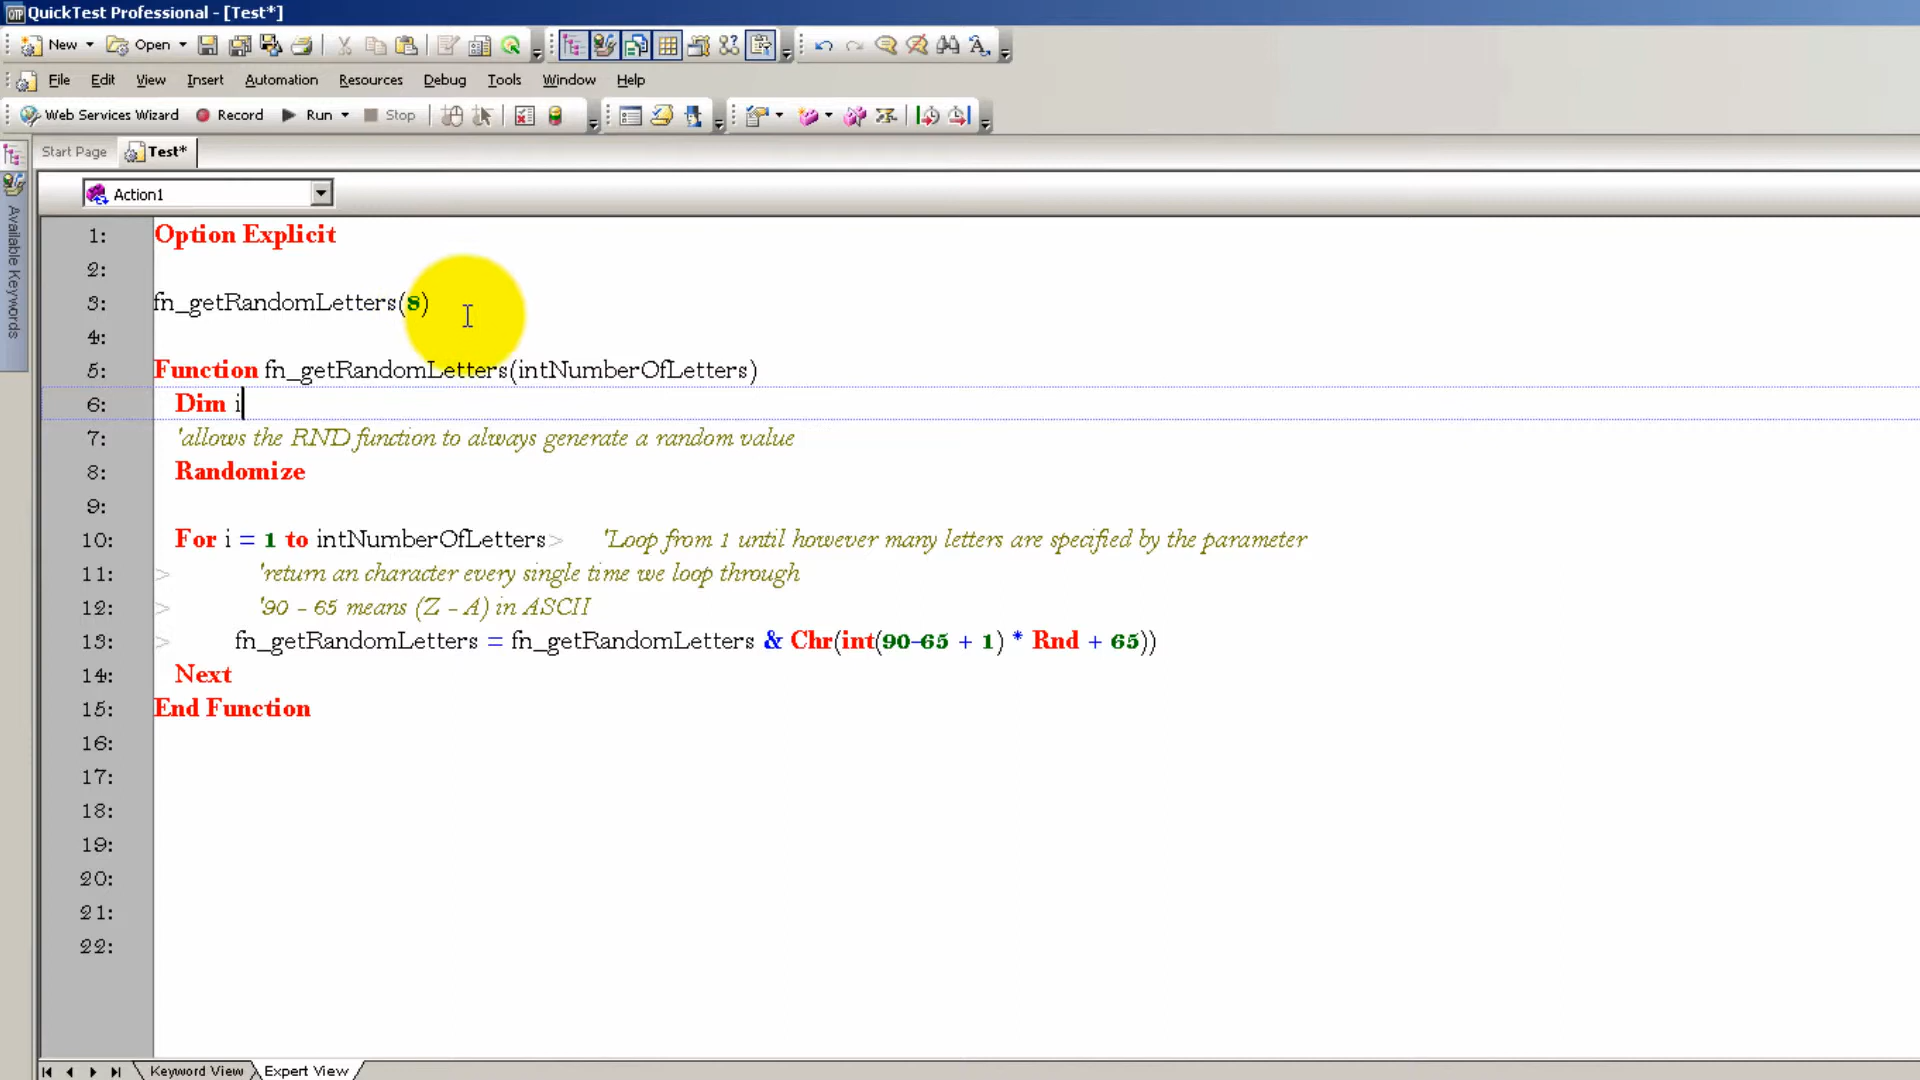 QuickTest Professional - [Test*]
New Open
File Edit View Insert Automation Resources Debug Tools Window Help
Web Services Wizard Record Run Stop
Start Page Test*
Available Keywords
Action1
1: Option Explicit
2:
3: fn_getRandomLetters(8)
4:
5: Function fn_getRandomLetters(intNumberOfLetters)
6: Dim i
7: 'allows the RND function to always generate a random value
8: Randomize
9:
10: For i = 1 to intNumberOfLetters> 'Loop from 1 until however many letters are specified by the parameter
11: > 'return an character every single time we loop through
12: > '90 - 65 means (Z - A) in ASCII
13: > fn_getRandomLetters = fn_getRandomLetters & Chr(int(90-65 + 1) * Rnd + 65))
14: Next
15: End Function
16:
17:
18:
19:
20:
21:
22:
Keyword View Expert View